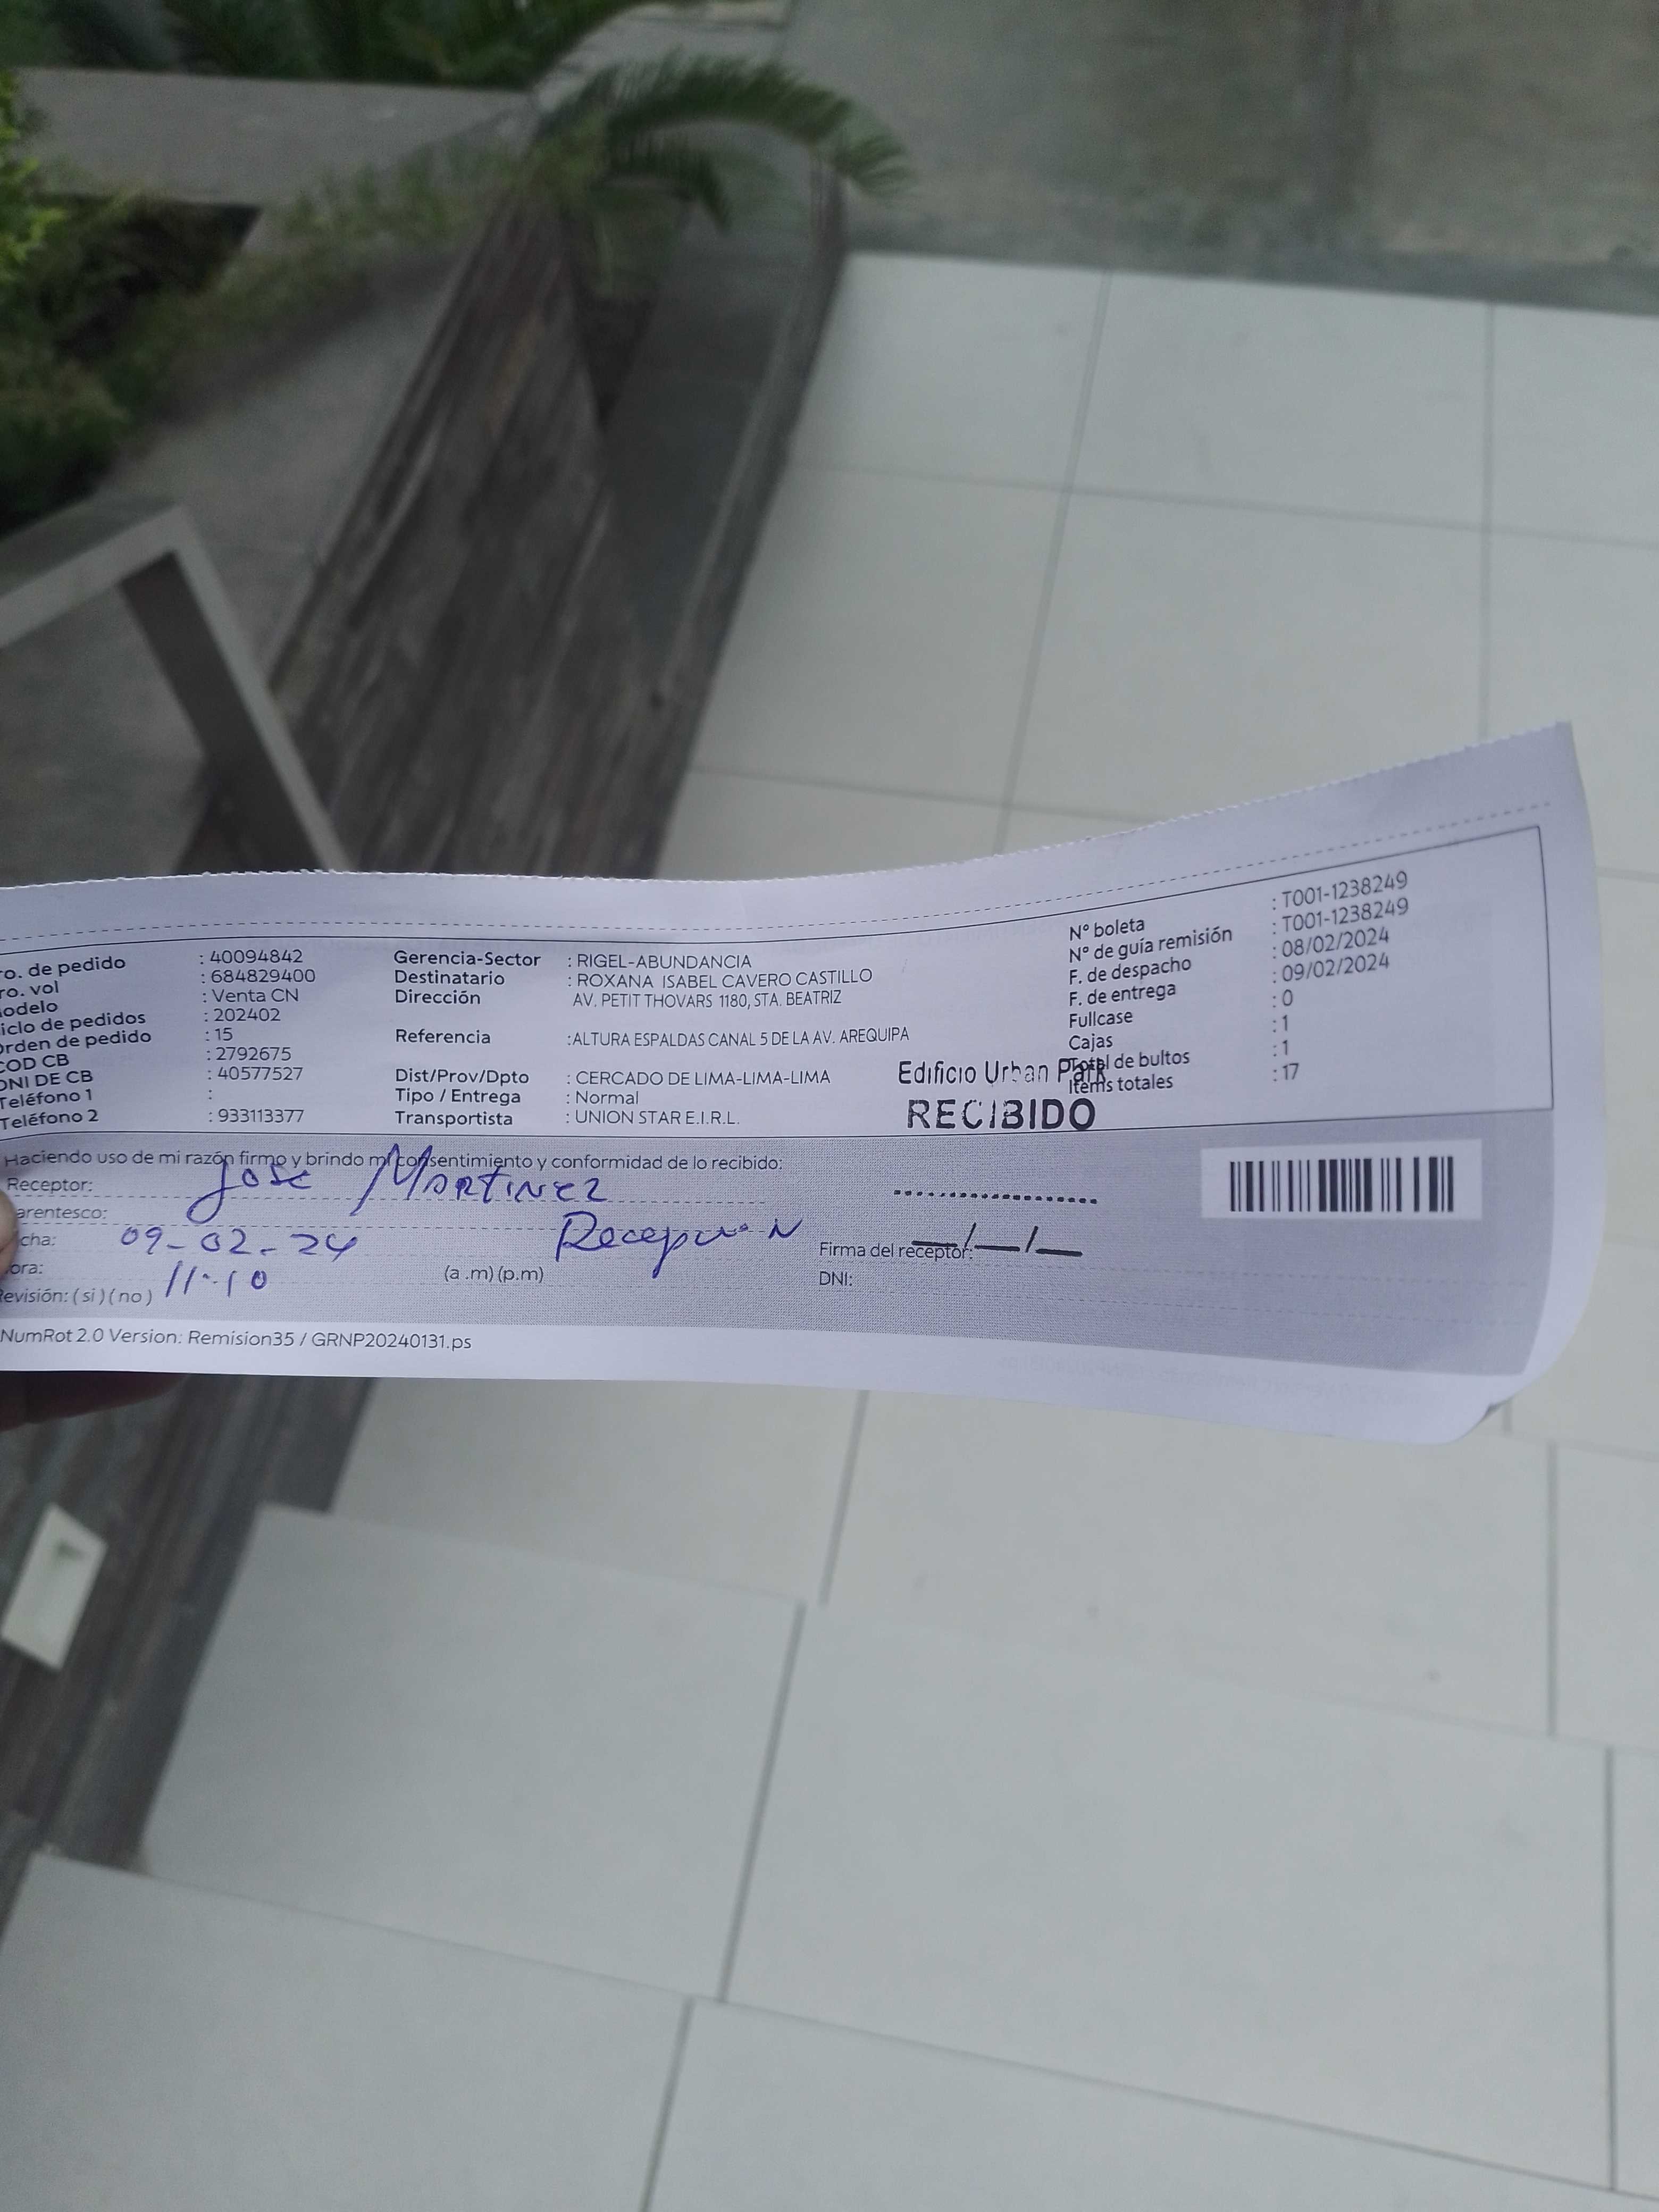 ro. de pedido : 40094842
ro. vol : 684829400
odelo : Venta CN
iclo de pedidos : 202402
Orden de pedido : 15
COD CB : 2792675
DNI DE CB : 40577527
Teléfono 1 :
Teléfono 2 : 933113377
Gerencia-Sector : RIGEL-ABUNDANCIA
Destinatario : ROXANA ISABEL CAVERO CASTILLO
Dirección AV. PETIT THOVARS 1180, STA. BEATRIZ
Referencia :ALTURA ESPALDAS CANAL 5 DE LA AV. AREQUIPA
Dist/Prov/Dpto : CERCADO DE LIMA-LIMA-LIMA
Tipo / Entrega : Normal
Transportista : UNION STAR E.I.R.L.
N° boleta : T001-1238249
N° de guía remisión : T001-1238249
F. de despacho : 08/02/2024
F. de entrega : 09/02/2024
Fullcase : 0
Cajas : 1
Total de bultos : 1
Items totales : 17
Edificio Urban Park
RECIBIDO
Haciendo uso de mi razón firmo y brindo mi consentimiento y conformidad de lo recibido:
Receptor: Jose Martinez
arentesco: Recepcion
cha: 09-02-24
ora: 11:10 (a .m) (p.m)
Revisión: ( si ) ( no )
Firma del receptor:
DNI:
NumRot 2.0 Version: Remision35 / GRNP20240131.ps